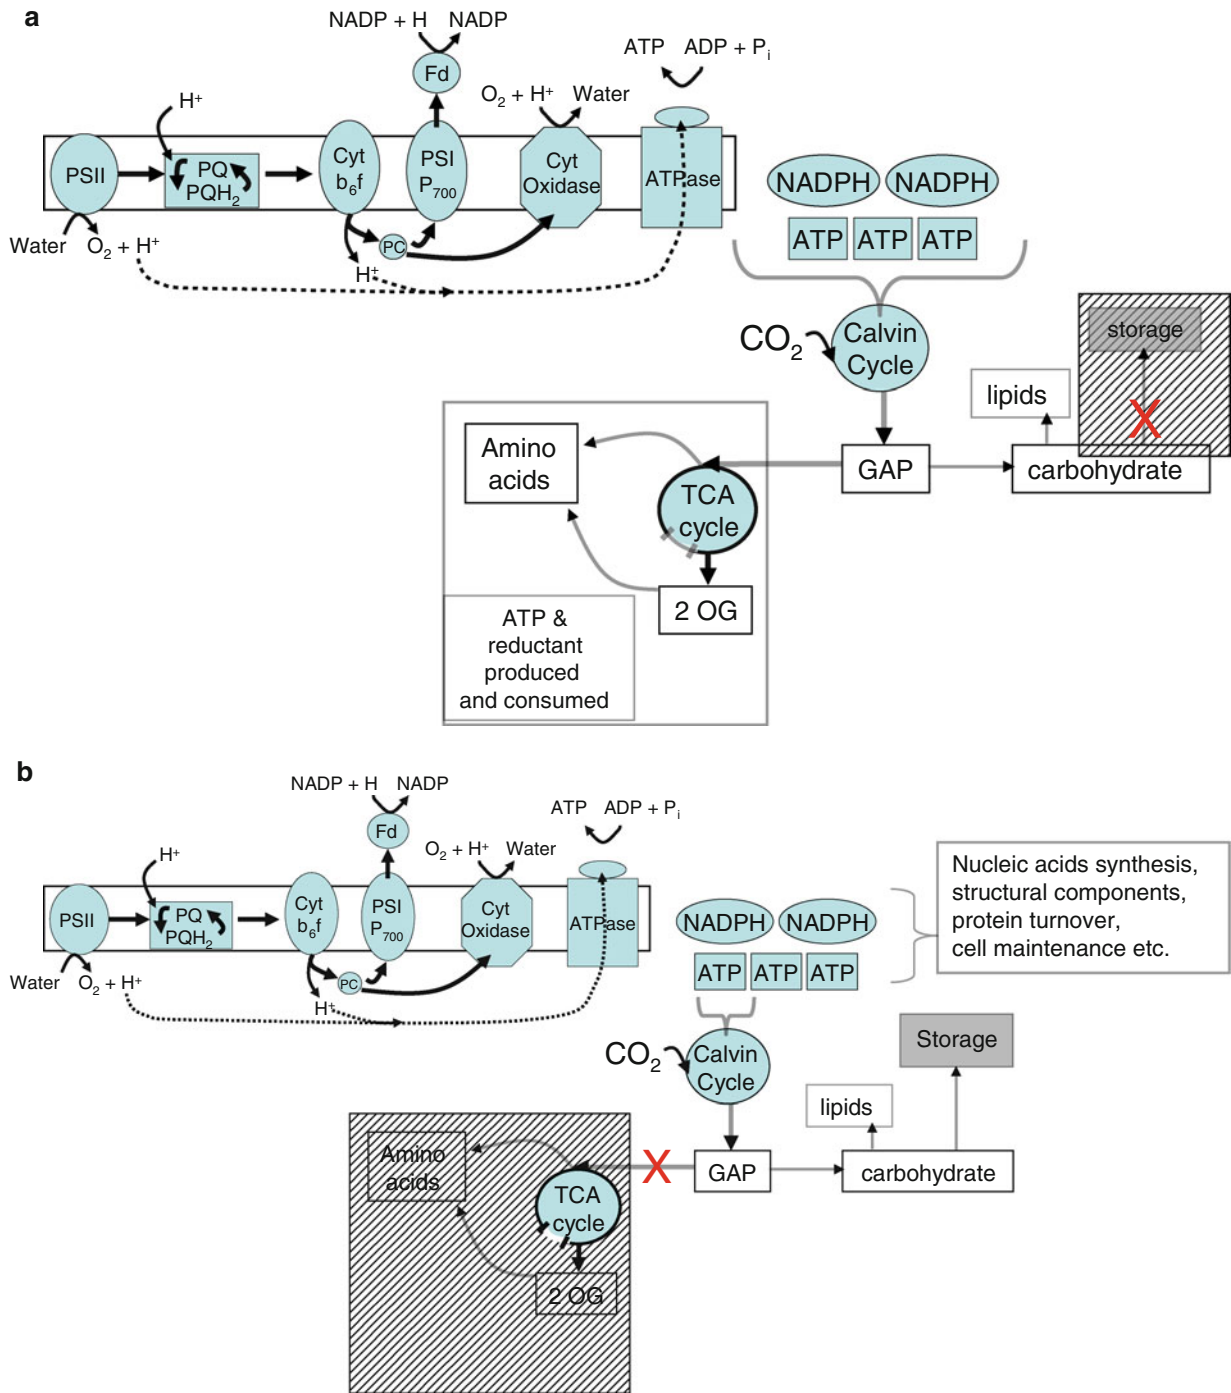 a
NADP + H NADP
Fd
ATP ADP + Pi
O2 + H+ Water
H+
PSII
PQ
PQH2
Cyt
b6f
PSI
P700
Cyt
Oxidase
ATPase
Water O2 + H+
PC
H+
NADPH NADPH
ATP ATP ATP
CO2
Calvin
Cycle
storage
lipids
X
GAP
carbohydrate
Amino
acids
TCA
cycle
2 OG
ATP &
reductant
produced
and consumed
b
NADP + H NADP
Fd
ATP ADP + Pi
O2 + H+ Water
H+
PSII
PQ
PQH2
Cyt
b6f
PSI
P700
Cyt
Oxidase
ATPase
Water O2 + H+
PC
H+
NADPH NADPH
ATP ATP ATP
Nucleic acids synthesis,
structural components,
protein turnover,
cell maintenance etc.
CO2
Calvin
Cycle
Storage
lipids
X
GAP
carbohydrate
Amino
acids
TCA
cycle
2 OG